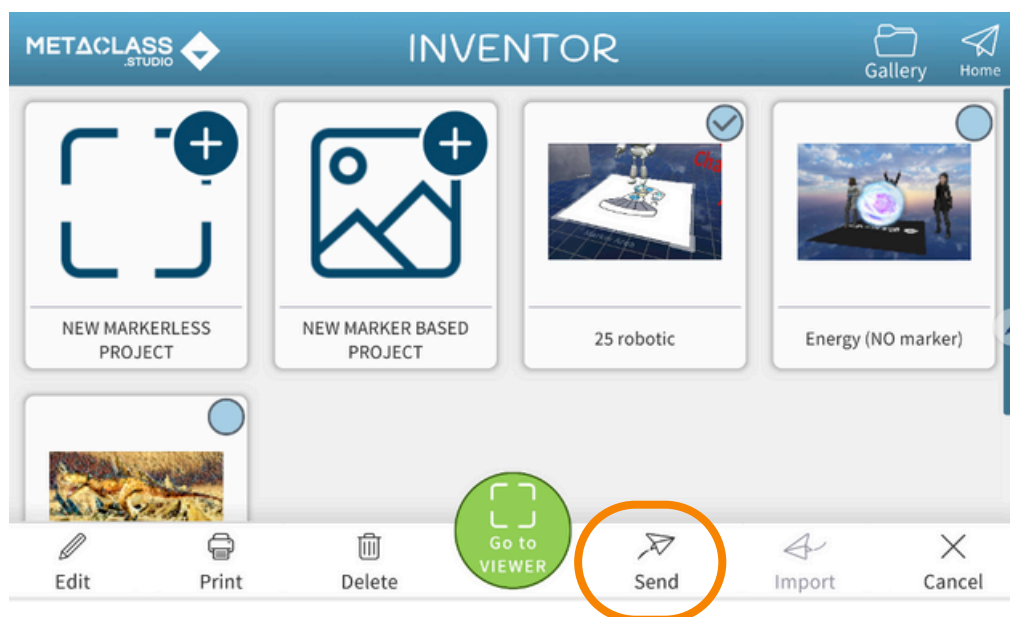 METACLASS
.STUDIO
INVENTOR
Gallery
Home
NEW MARKERLESS
PROJECT
NEW MARKER BASED
PROJECT
25 robotic
Energy (NO marker)
Edit
Print
Delete
Go to
VIEWER
Send
Import
Cancel